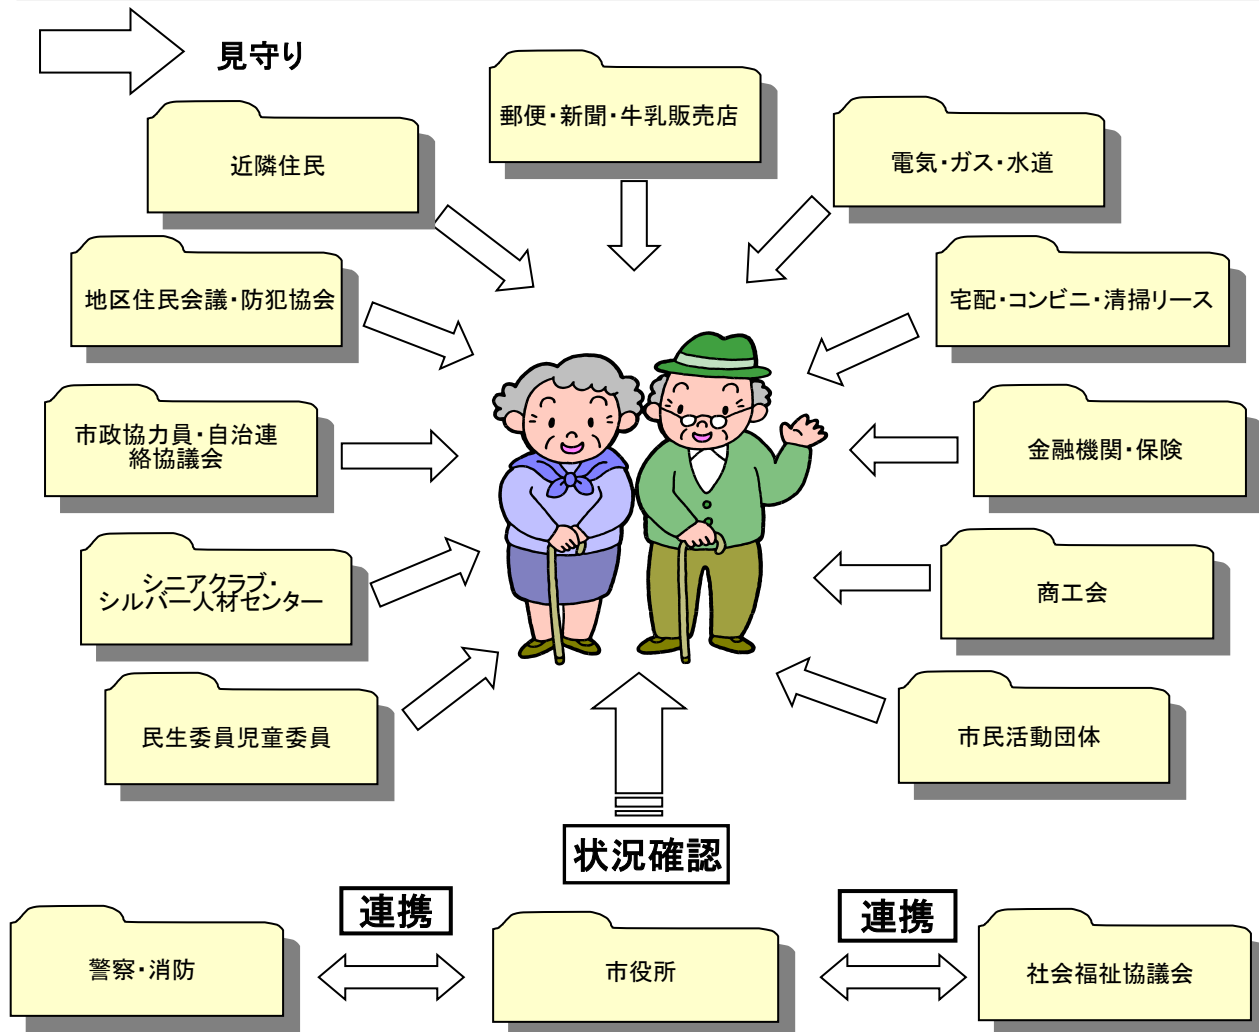 見守り
郵便・新聞・牛乳販売店
近隣住民
電気・ガス・水道
地区住民会議・防犯協会
宅配・コンビニ・清掃リース
市政協力員・自治連
絡協議会
金融機関・保険
シニアクラブ・
シルバー人材センター
商工会
民生委員児童委員
市民活動団体
状況確認
連携
連携
警察・消防
市役所
社会福祉協議会